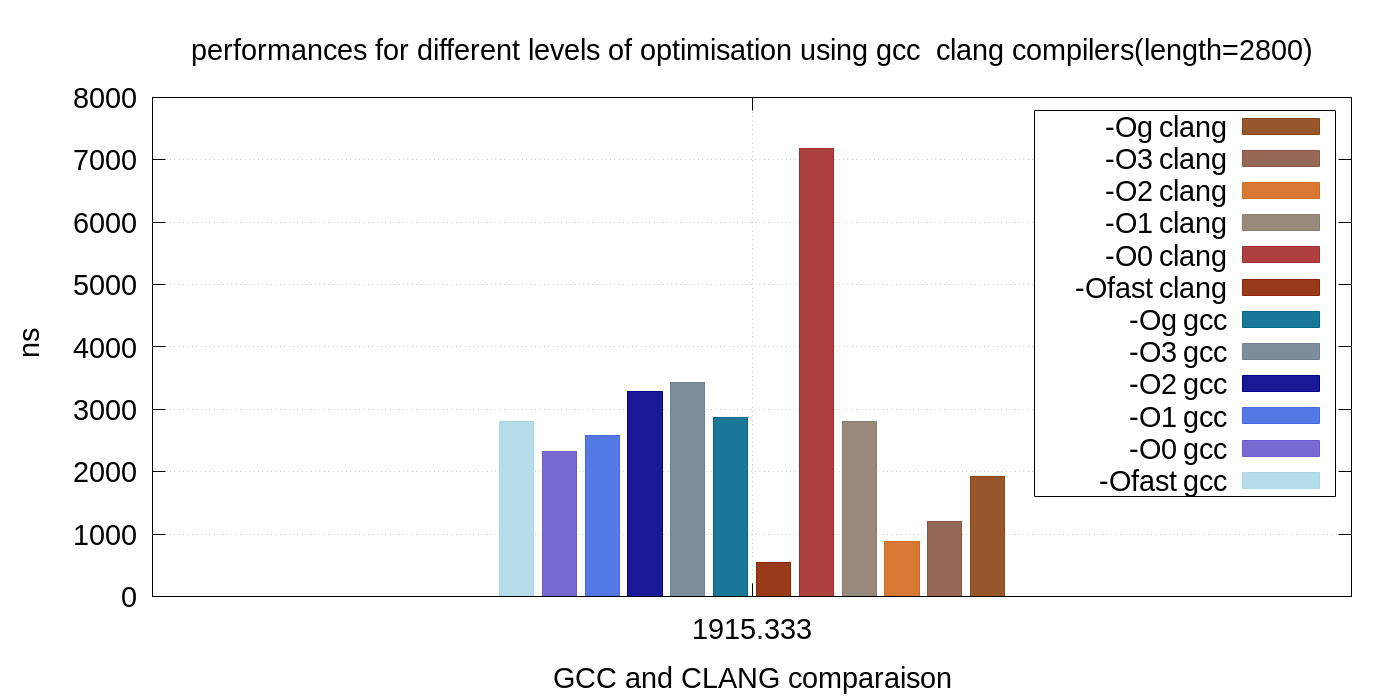 performances for different levels of optimisation using gcc  clang compilers(length=2800)
8000
7000
6000
5000
4000
3000
2000
1000
0
ns
-Og clang
-O3 clang
-O2 clang
-O1 clang
-O0 clang
-Ofast clang
-Og gcc
-O3 gcc
-O2 gcc
-O1 gcc
-O0 gcc
-Ofast gcc
1915.333
GCC and CLANG comparaison